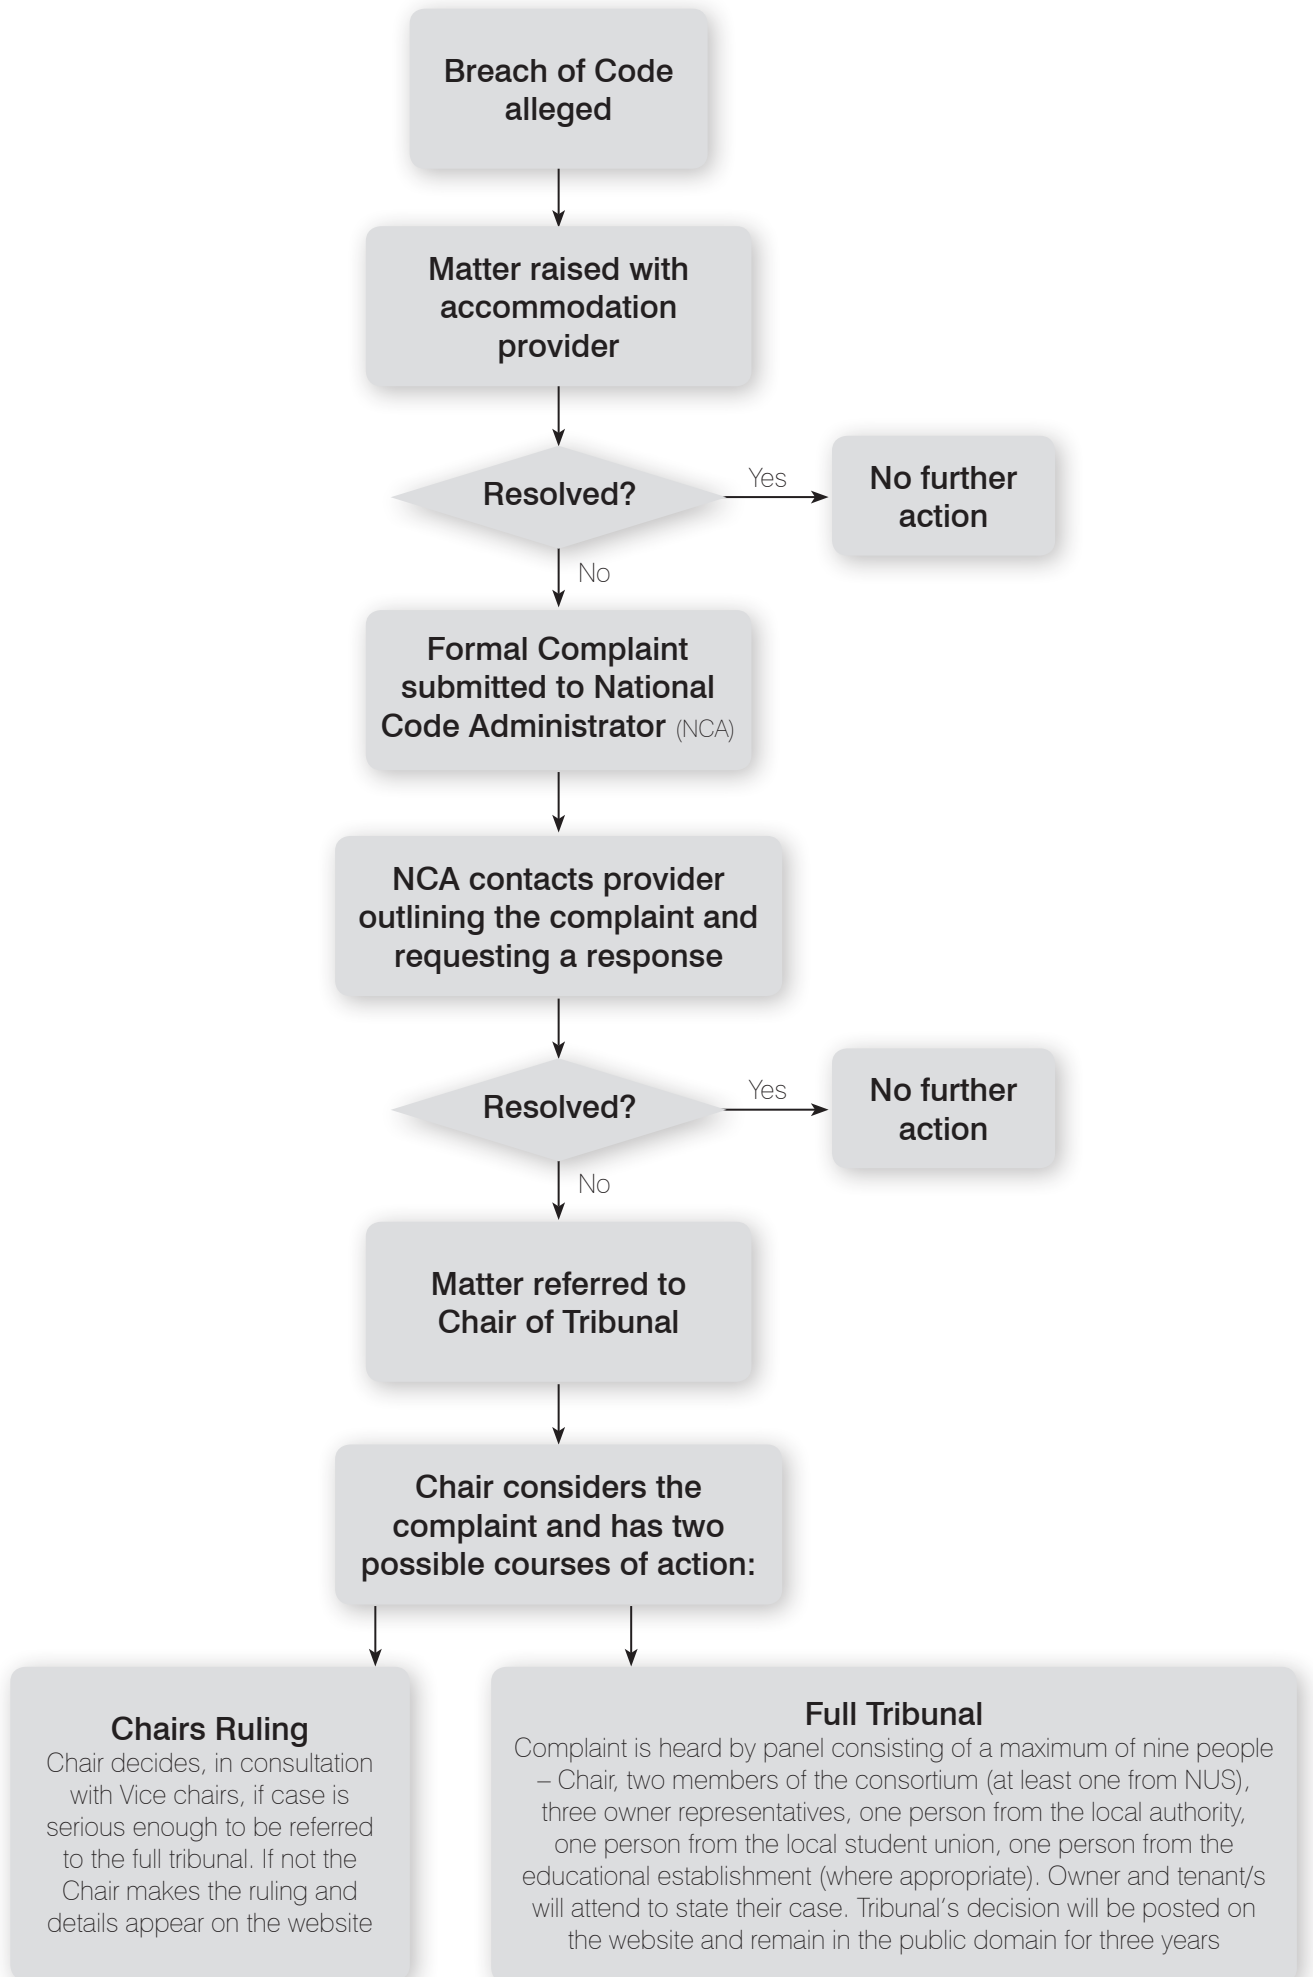 Breach of Code
alleged
Matter raised with
accommodation
provider
Resolved?
Yes
No further
action
No
Formal Complaint
submitted to National
Code Administrator (NCA)
NCA contacts provider
outlining the complaint and
requesting a response
Resolved?
Yes
No further
action
No
Matter referred to
Chair of Tribunal
Chair considers the
complaint and has two
possible courses of action:
Chairs Ruling
Chair decides, in consultation
with Vice chairs, if case is
serious enough to be referred
to the full tribunal. If not the
Chair makes the ruling and
details appear on the website
Full Tribunal
Complaint is heard by panel consisting of a maximum of nine people
– Chair, two members of the consortium (at least one from NUS),
three owner representatives, one person from the local authority,
one person from the local student union, one person from the
educational establishment (where appropriate). Owner and tenant/s
will attend to state their case. Tribunal’s decision will be posted on
the website and remain in the public domain for three years